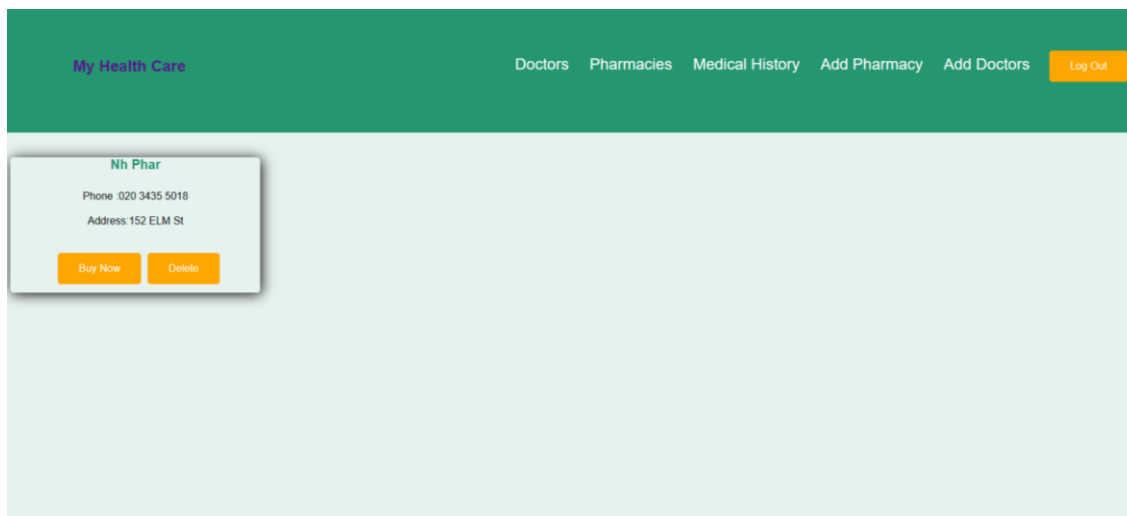 My Health Care Doctors Pharmacies Medical History Add Pharmacy Add Doctors Log Out
Nh Phar
Phone :020 3435 5018
Address:152 ELM St
Buy Now Delete